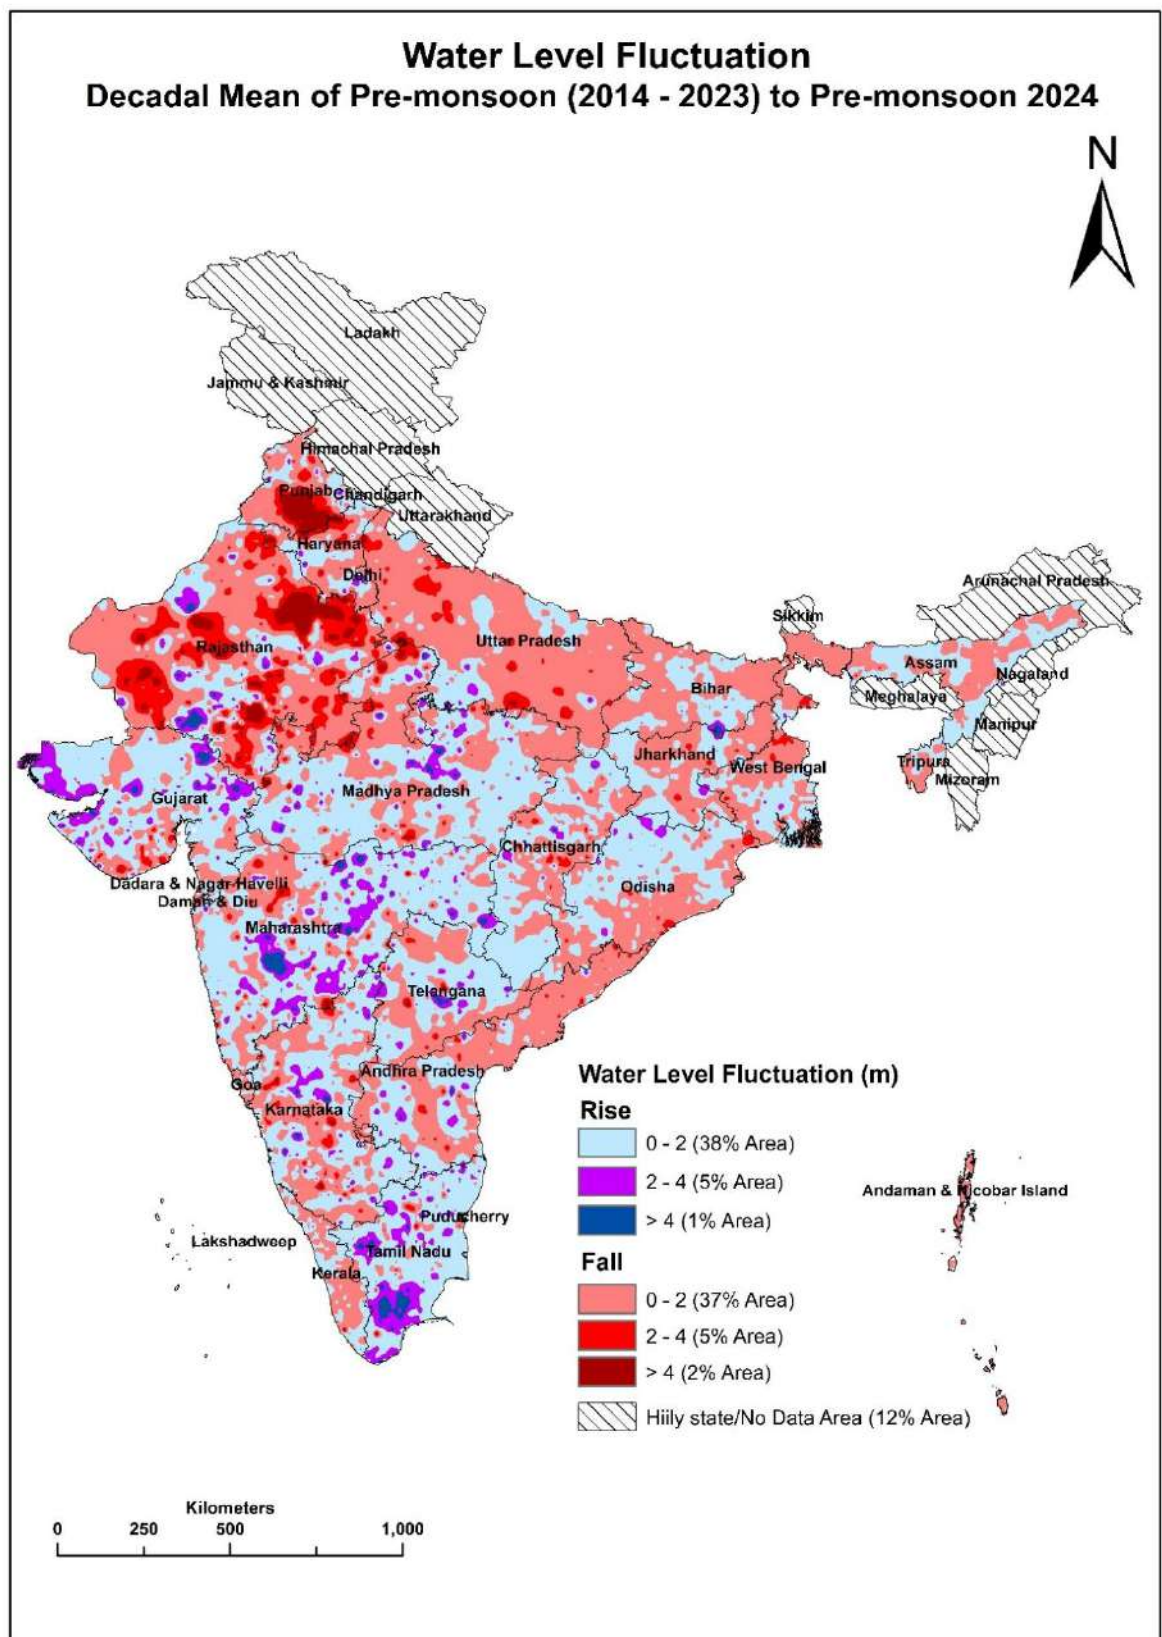 Water Level Fluctuation
Decadal Mean of Pre-monsoon (2014 - 2023) to Pre-monsoon 2024
N
Ladakh
Jammu & Kashmir
Himachal Pradesh
Punjab
Chandigarh
Uttarakhand
Haryana
Delhi
Arunachal Pradesh
Sikkim
Rajasthan
Uttar Pradesh
Assam
Nagaland
Bihar
Meghalaya
Manipur
Jharkhand
West Bengal
Tripura
Mizoram
Gujarat
Madhya Pradesh
Chhattisgarh
Dadara & Nagar Havelli
Daman & Diu
Odisha
Maharashtra
Telangana
Goa
Andhra Pradesh
Karnataka
Water Level Fluctuation (m)
Rise
0 - 2 (38% Area)
2 - 4 (5% Area)
> 4 (1% Area)
Andaman & Nicobar Island
Puducherry
Lakshadweep
Tamil Nadu
Kerala
Fall
0 - 2 (37% Area)
2 - 4 (5% Area)
> 4 (2% Area)
Hiily state/No Data Area (12% Area)
Kilometers
0 250 500 1,000